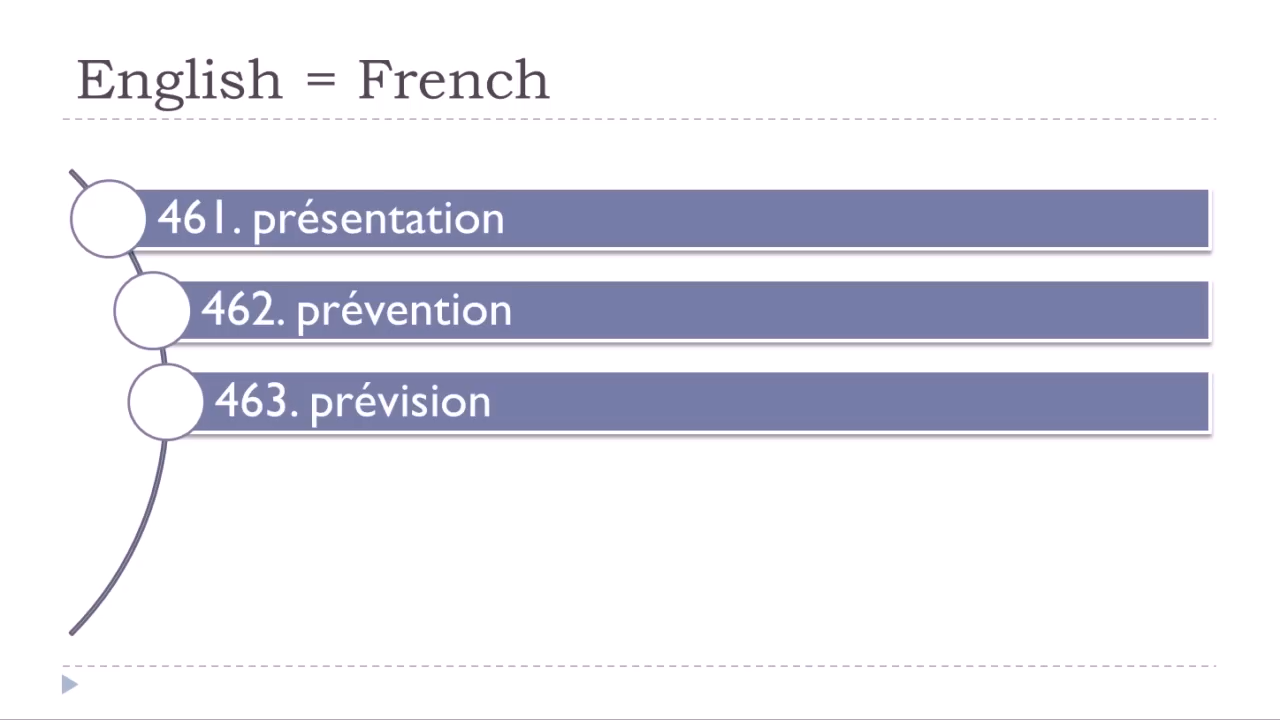 English = French
461. présentation
462. prévention
463. prévision